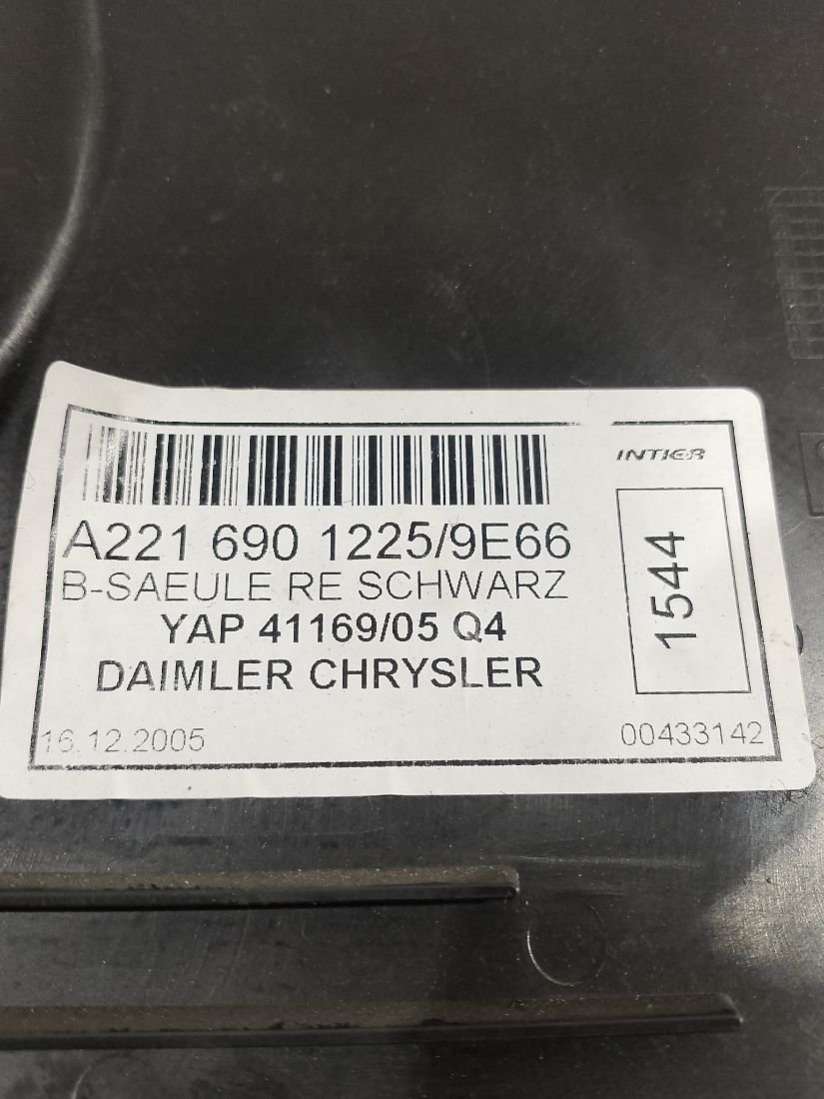 INTIER
A221 690 1225/9E66
B-SAEULE RE SCHWARZ
YAP 41169/05 Q4
DAIMLER CHRYSLER
1544
16.12.2005
00433142